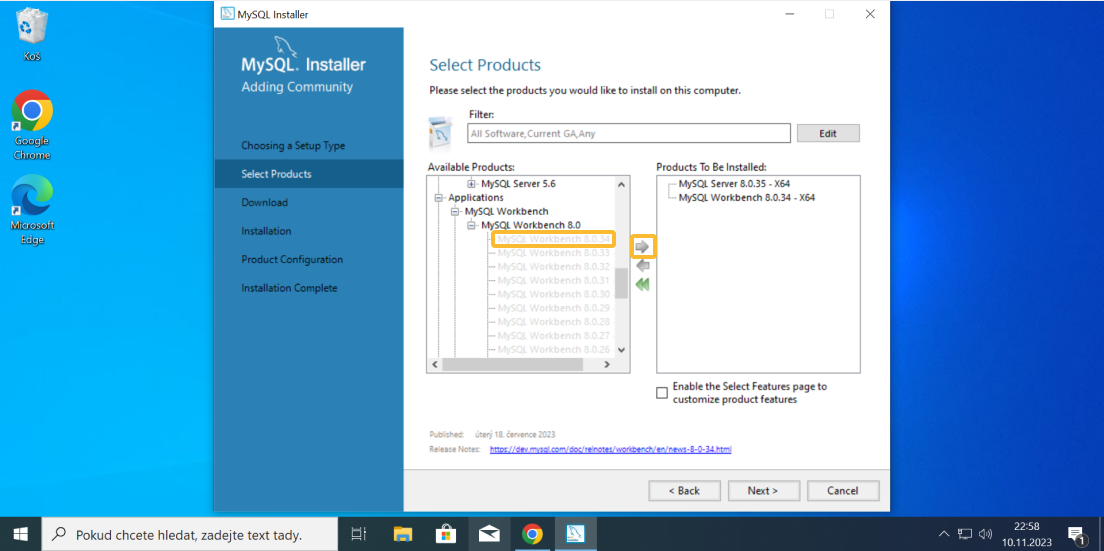 Koš
Google
Chrome
Microsoft
Edge
MySQL Installer
MySQL. Installer
Adding Community
Choosing a Setup Type
Select Products
Download
Installation
Product Configuration
Installation Complete
Select Products
Please select the products you would like to install on this computer.
Filter:
All Software,Current GA,Any
Edit
Available Products:
MySQL Server 5.6
Applications
MySQL Workbench
MySQL Workbench 8.0
MySQL Workbench 8.0.34
MySQL Workbench 8.0.33
MySQL Workbench 8.0.32
MySQL Workbench 8.0.31
MySQL Workbench 8.0.30
MySQL Workbench 8.0.29
MySQL Workbench 8.0.28
MySQL Workbench 8.0.27
MySQL Workbench 8.0.26
Products To Be Installed:
MySQL Server 8.0.35 - X64
MySQL Workbench 8.0.34 - X64
Enable the Select Features page to
customize product features
Published: úterý 18. července 2023
Release Notes: https://dev.mysql.com/doc/relnotes/workbench/en/news-8-0-34.html
< Back
Next >
Cancel
Pokud chcete hledat, zadejte text tady.
22:58
10.11.2023
1